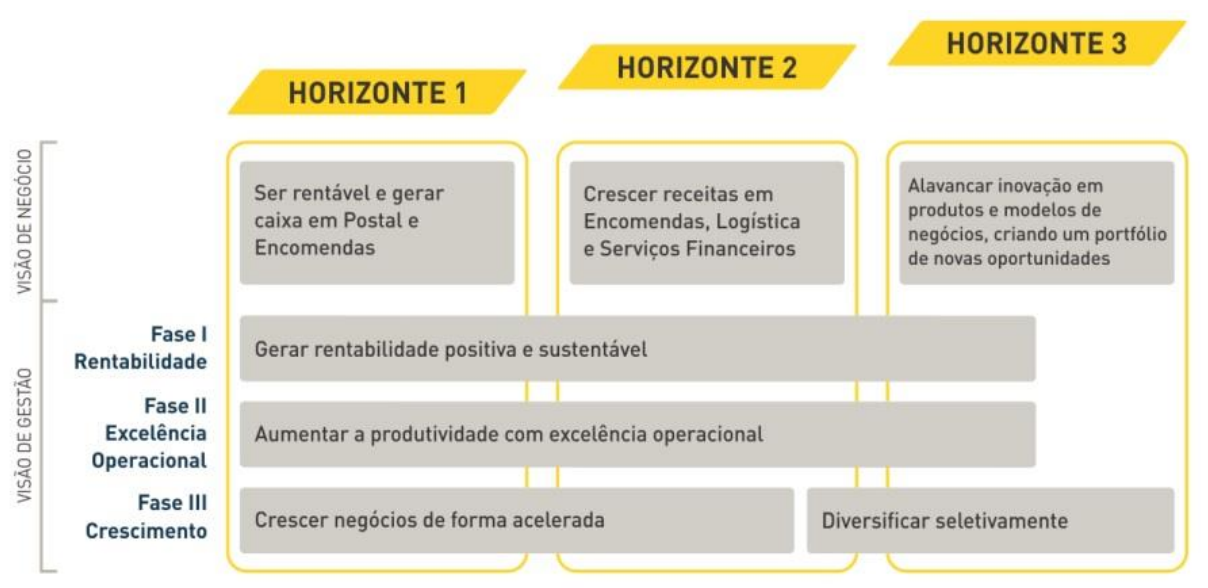 HORIZONTE 1
HORIZONTE 2
HORIZONTE 3
VISÃO DE NEGÓCIO
Ser rentável e gerar
caixa em Postal e
Encomendas
Crescer receitas em
Encomendas, Logística
e Serviços Financeiros
Alavancar inovação em
produtos e modelos de
negócios, criando um portfólio
de novas oportunidades
VISÃO DE GESTÃO
Fase I
Rentabilidade
Gerar rentabilidade positiva e sustentável
Fase II
Excelência
Operacional
Aumentar a produtividade com excelência operacional
Fase III
Crescimento
Crescer negócios de forma acelerada
Diversificar seletivamente